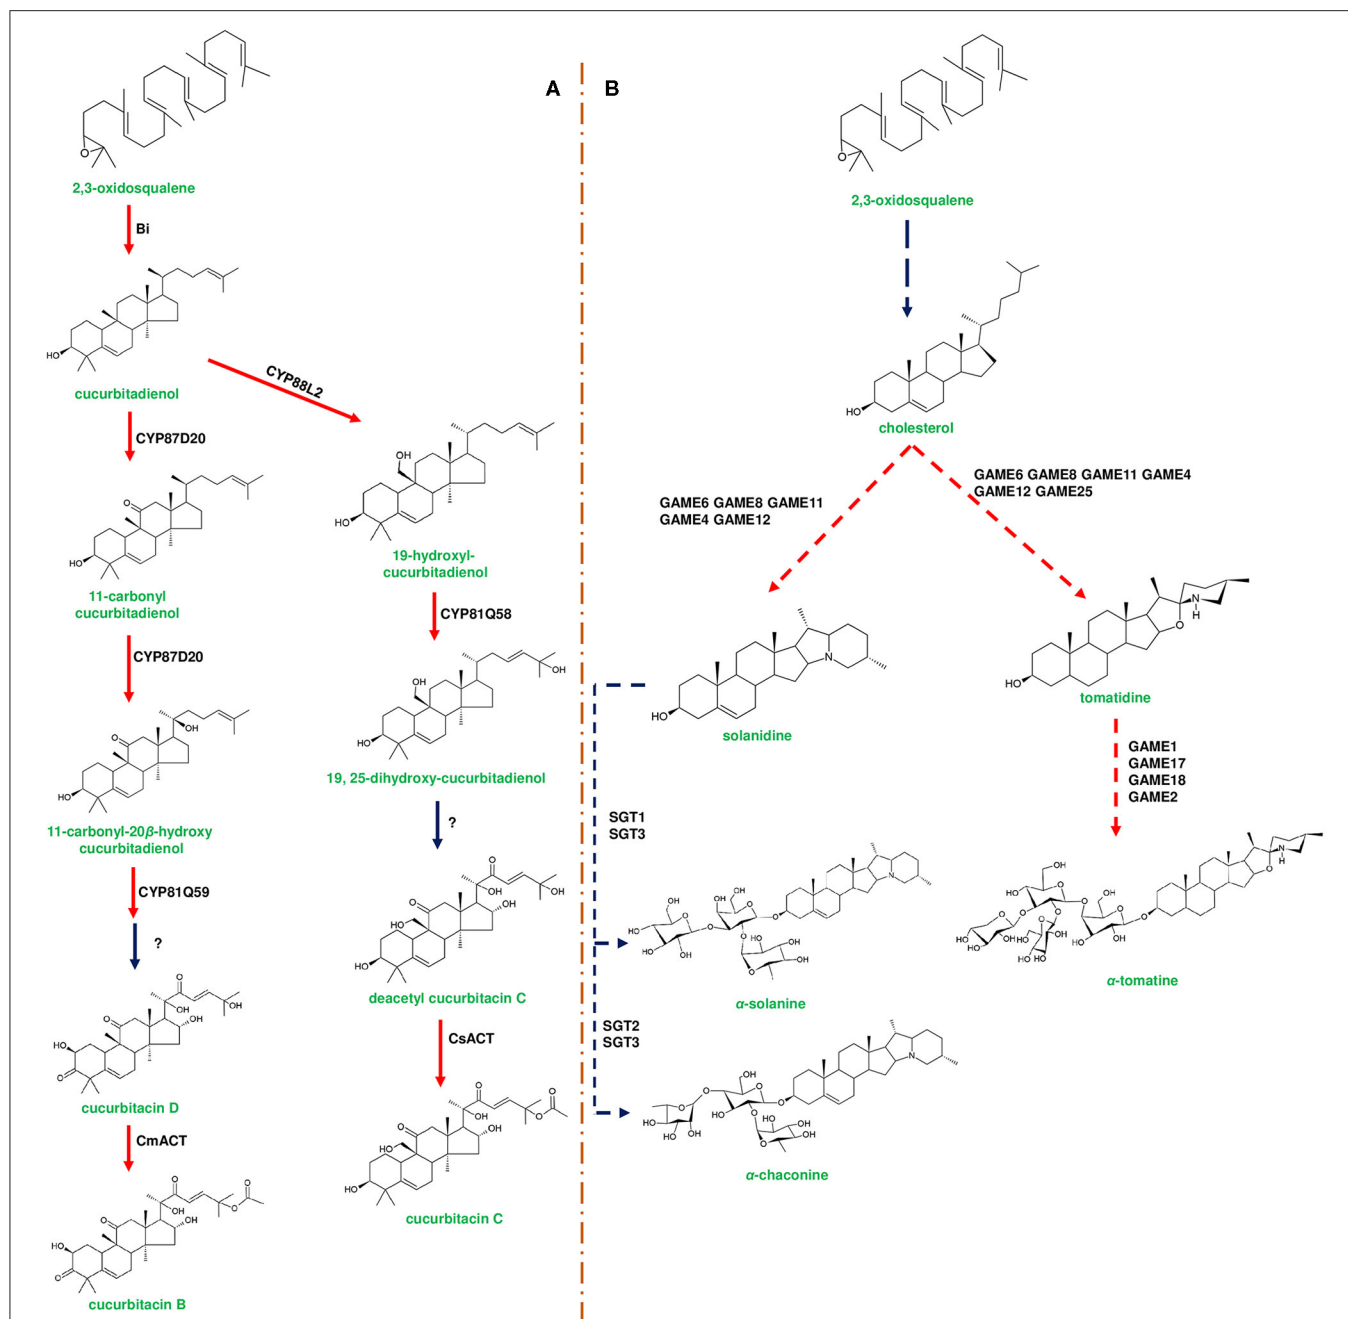 A
B
2,3-oxidosqualene
Bi
cucurbitadienol
CYP88L2
CYP87D20
11-carbonyl
cucurbitadienol
CYP87D20
11-carbonyl-20β-hydroxy
cucurbitadienol
CYP81Q59
?
cucurbitacin D
CmACT
cucurbitacin B
19-hydroxyl-
cucurbitadienol
CYP81Q58
19, 25-dihydroxy-cucurbitadienol
?
deacetyl cucurbitacin C
CsACT
cucurbitacin C
2,3-oxidosqualene
cholesterol
GAME6 GAME8 GAME11
GAME4 GAME12
GAME6 GAME8 GAME11 GAME4
GAME12 GAME25
solanidine
tomatidine
SGT1
SGT3
GAME1
GAME17
GAME18
GAME2
α-solanine
α-tomatine
SGT2
SGT3
α-chaconine